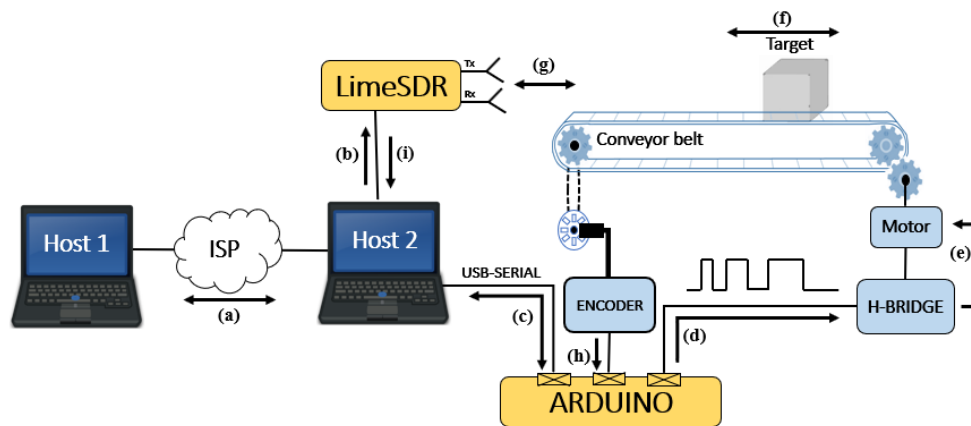 (f)
Target
Tx
LimeSDR
Rx
(g)
Conveyor belt
(b)
(i)
Host 1
ISP
Host 2
Motor
(e)
USB-SERIAL
(a)
(c)
ENCODER
H-BRIDGE
(d)
(h)
ARDUINO